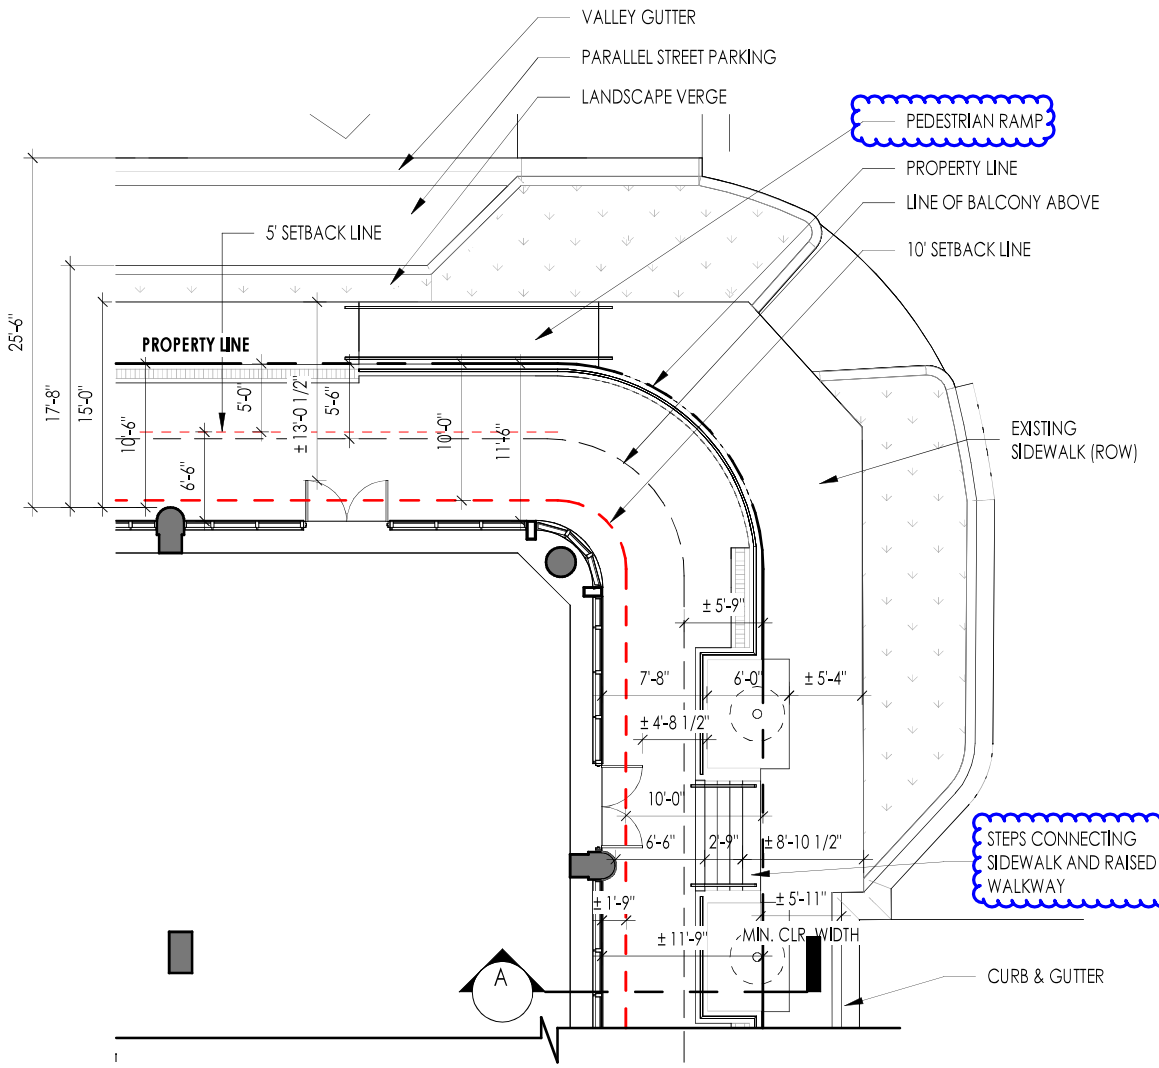 VALLEY GUTTER
PARALLEL STREET PARKING
LANDSCAPE VERGE
PEDESTRIAN RAMP
PROPERTY LINE
LINE OF BALCONY ABOVE
10' SETBACK LINE
5' SETBACK LINE
PROPERTY LINE
25'-6"
17'-8"
15'-0"
10'-6"
6'-6"
5'-0"
± 13'-0 1/2"
5'-6"
10'-0"
11'-6"
EXISTING
SIDEWALK (ROW)
± 5'-9"
7'-8"
6'-0"
± 5'-4"
± 4'-8 1/2"
10'-0"
6'-6"
2'-9"
± 8'-10 1/2"
STEPS CONNECTING
SIDEWALK AND RAISED
WALKWAY
± 1'-9"
± 5'-11"
± 11'-9"
MIN. CLR. WIDTH
A
CURB & GUTTER